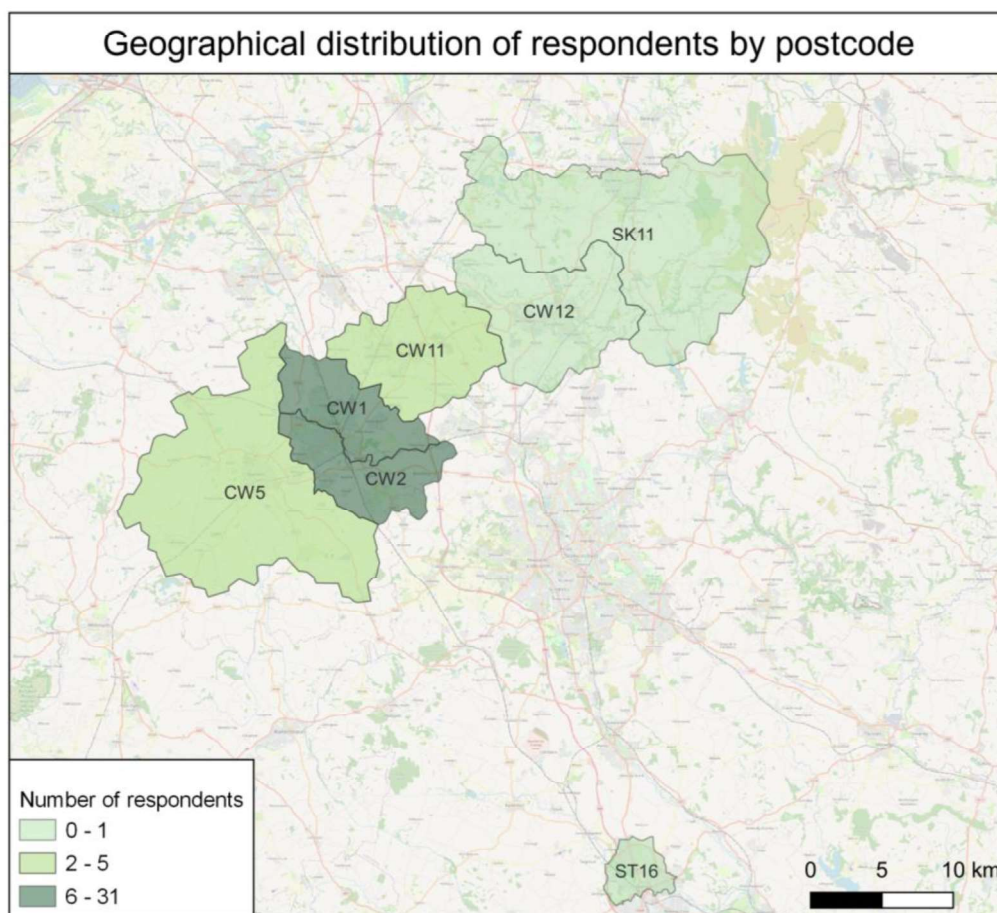 Geographical distribution of respondents by postcode
SK11
CW12
CW11
CW1
CW2
CW5
ST16
Number of respondents
0 - 1
2 - 5
6 - 31
0 5 10 km